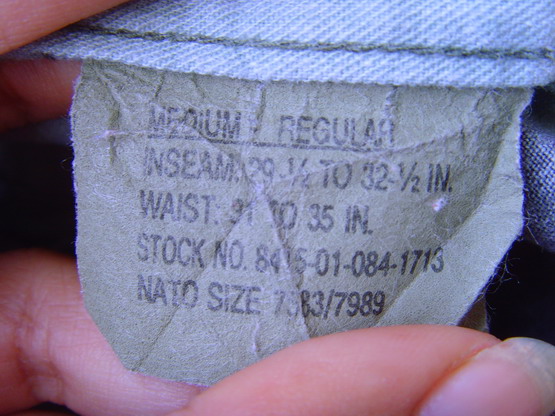 MEDIUM - REGULAR
INSEAM: 29-½ TO 32-½ IN.
WAIST: 31 TO 35 IN.
STOCK NO. 8415-01-084-1713
NATO SIZE 7983/7989